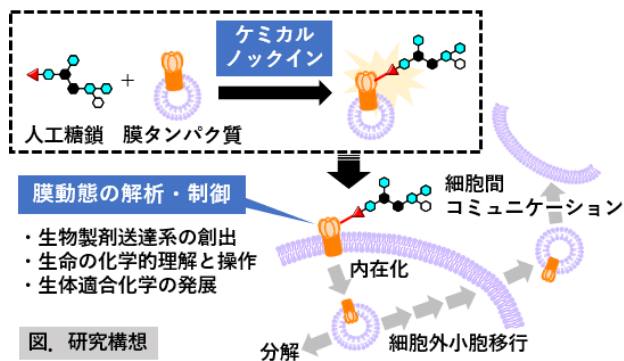 ケミカル
ノックイン
+
人工糖鎖 膜タンパク質
膜動態の解析・制御
細胞間
コミュニケーション
・生物製剤送達系の創出
・生命の化学的理解と操作
・生体適合化学の発展
内在化
図. 研究構想
分解
細胞外小胞移行